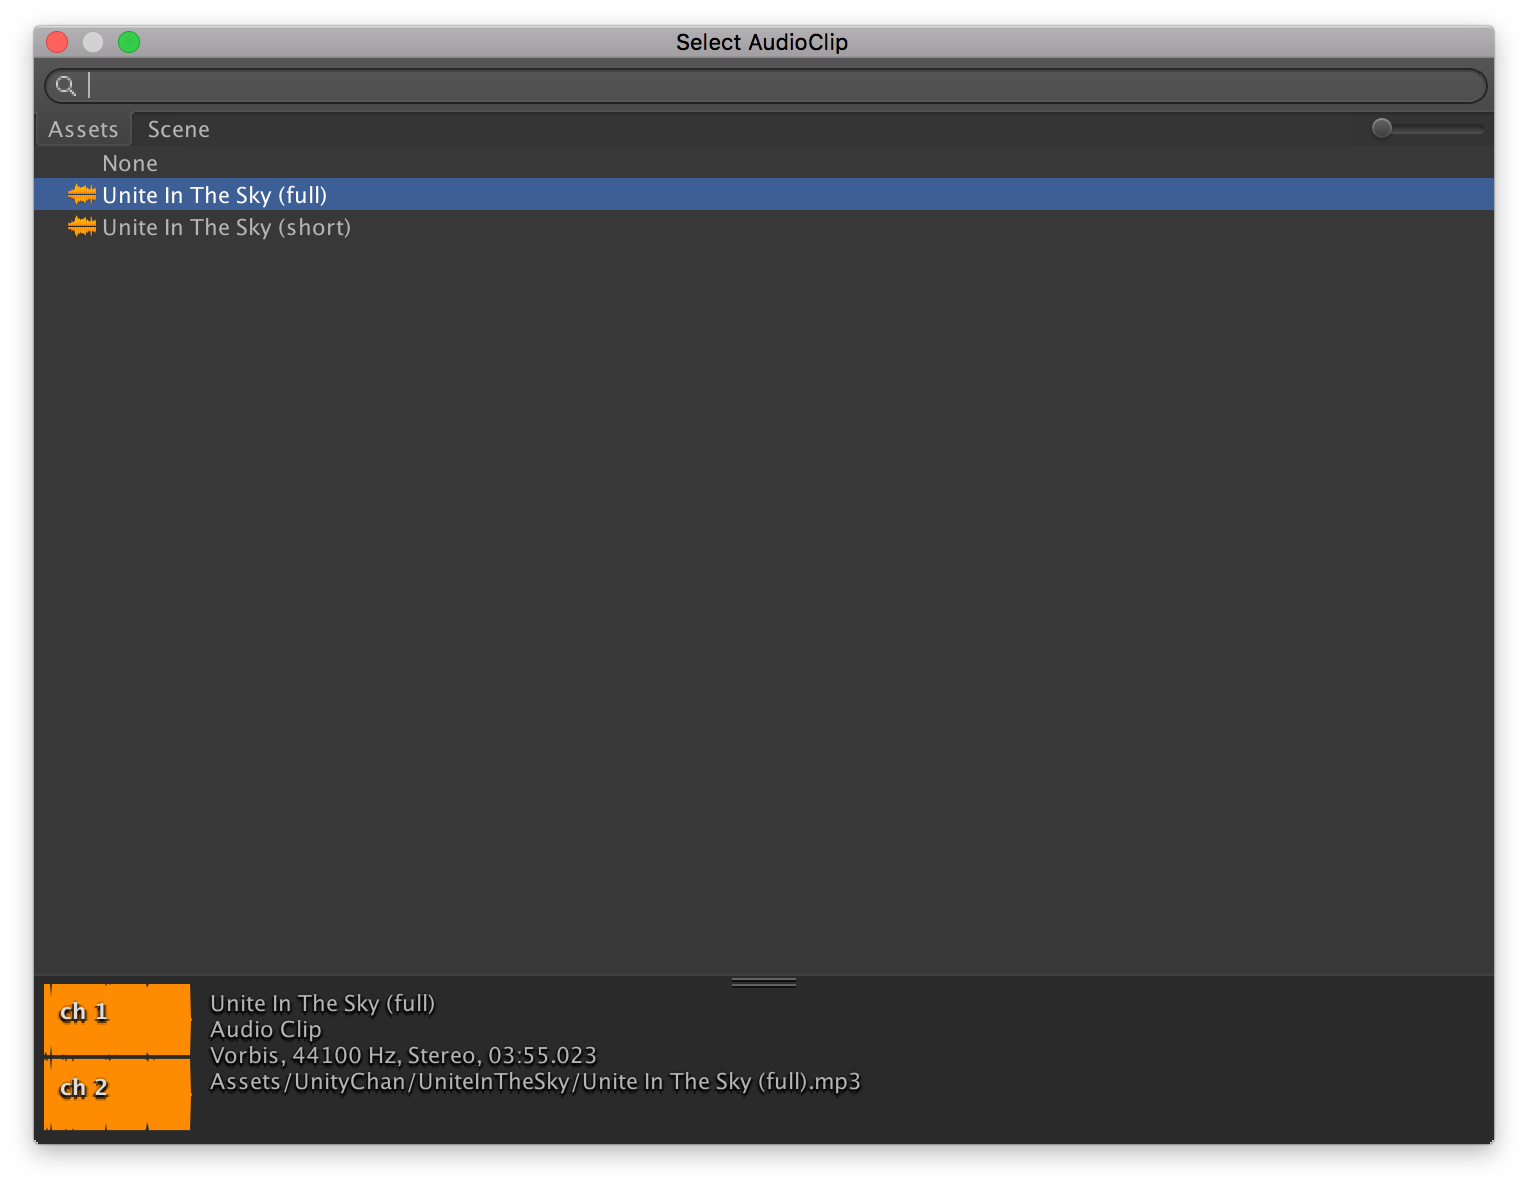 Select AudioClip
Assets
Scene
None
Unite In The Sky (full)
Unite In The Sky (short)
ch 1
ch 2
Unite In The Sky (full)
Audio Clip
Vorbis, 44100 Hz, Stereo, 03:55.023
Assets/UnityChan/UniteInTheSky/Unite In The Sky (full).mp3